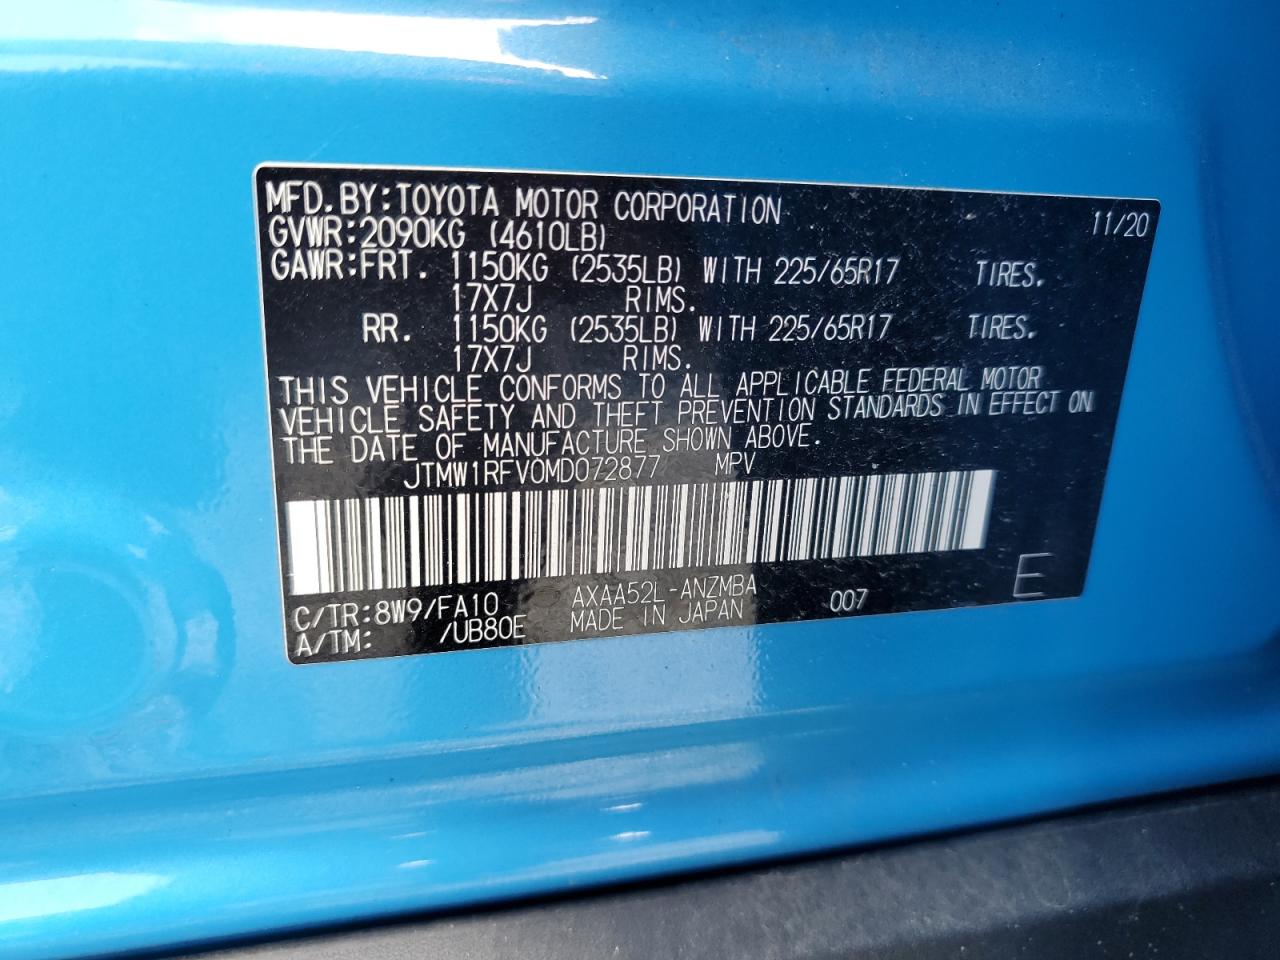 MFD. BY: TOYOTA MOTOR CORPORATION 11/20
GVWR: 2090KG (4610LB)
GAWR: FRT. 1150KG (2535LB) WITH 225/65R17 TIRES.
17X7J RIMS.
RR. 1150KG (2535LB) WITH 225/65R17 TIRES.
17X7J RIMS.
THIS VEHICLE CONFORMS TO ALL APPLICABLE FEDERAL MOTOR
VEHICLE SAFETY AND THEFT PREVENTION STANDARDS IN EFFECT ON
THE DATE OF MANUFACTURE SHOWN ABOVE.
JTMW1RFV0MD072877 MPV
C/TR: 8W9/FA10 AXAA52L-ANZMBA 007 E
A/TM: /UB80E MADE IN JAPAN